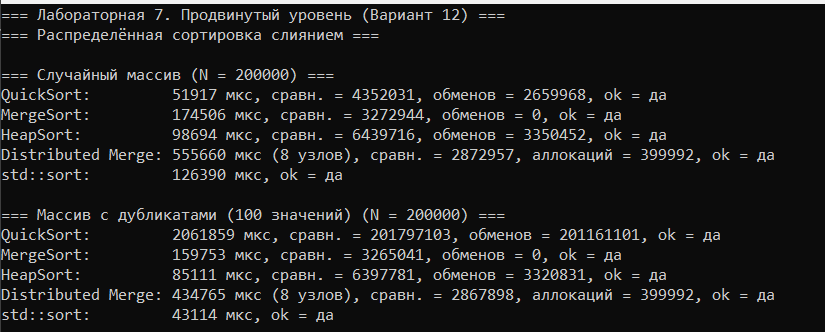 === Лабораторная 7. Продвинутый уровень (Вариант 12) ===
=== Распределённая сортировка слиянием ===
=== Случайный массив (N = 200000) ===
QuickSort: 51917 мкс, сравн. = 4352031, обменов = 2659968, ok = да
MergeSort: 174506 мкс, сравн. = 3272944, обменов = 0, ok = да
HeapSort: 98694 мкс, сравн. = 6439716, обменов = 3350452, ok = да
Distributed Merge: 555660 мкс (8 узлов), сравн. = 2872957, аллокаций = 399992, ok = да
std::sort: 126390 мкс, ok = да
=== Массив с дубликатами (100 значений) (N = 200000) ===
QuickSort: 2061859 мкс, сравн. = 201797103, обменов = 201161101, ok = да
MergeSort: 159753 мкс, сравн. = 3265041, обменов = 0, ok = да
HeapSort: 85111 мкс, сравн. = 6397781, обменов = 3320831, ok = да
Distributed Merge: 434765 мкс (8 узлов), сравн. = 2867898, аллокаций = 399992, ok = да
std::sort: 43114 мкс, ok = да